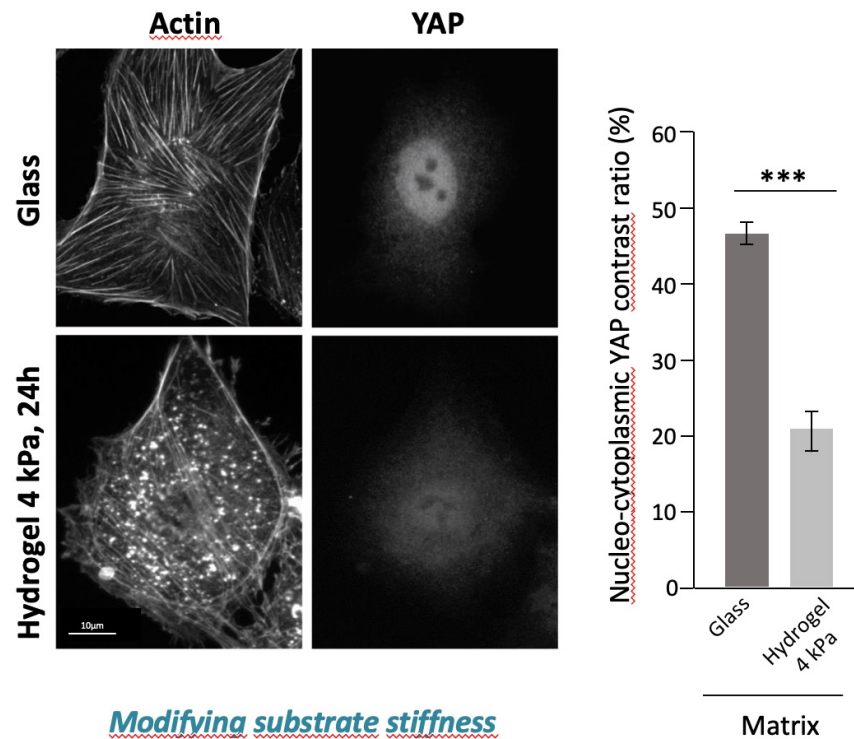 Actin
YAP
Glass
Hydrogel 4 kPa, 24h
10µm
Modifying substrate stiffness
Nucleo-cytoplasmic YAP contrast ratio (%)
60
50
40
30
20
10
0
***
Glass
Hydrogel
4 kPa
Matrix